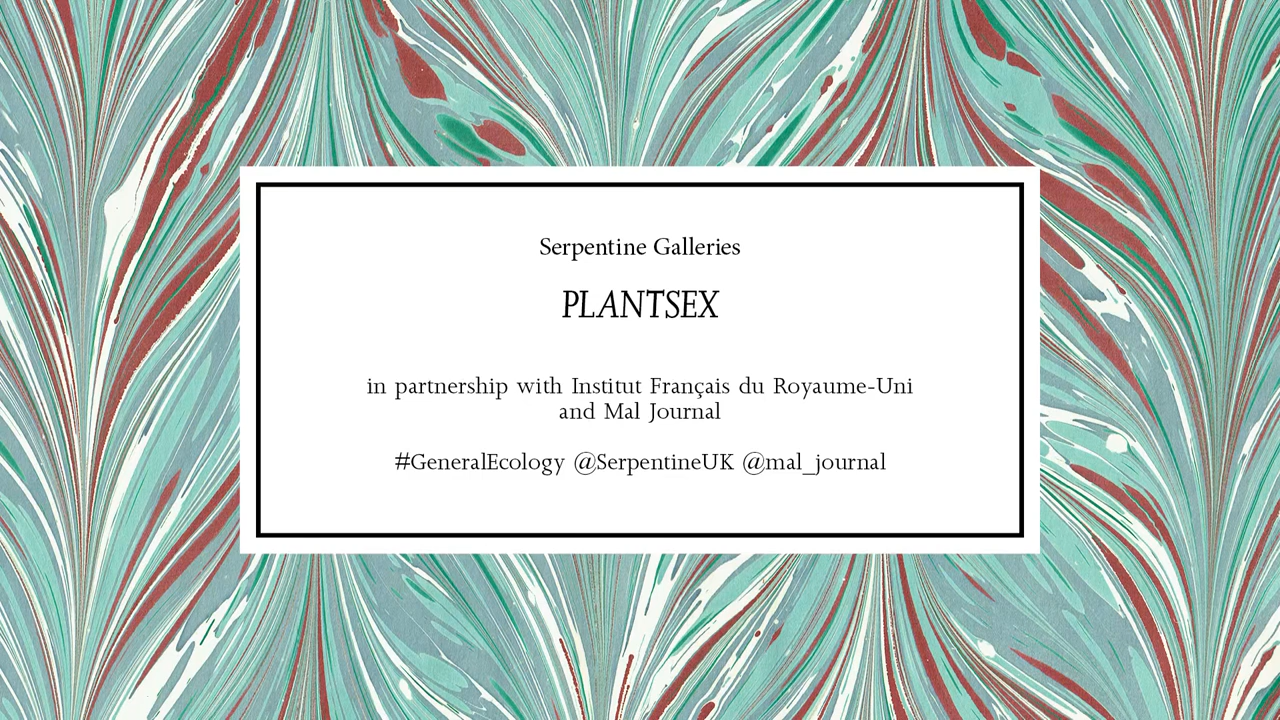 Serpentine Galleries
PLANTSEX
in partnership with Institut Français du Royaume-Uni
and Mal Journal
#GeneralEcology @SerpentineUK @mal_journal